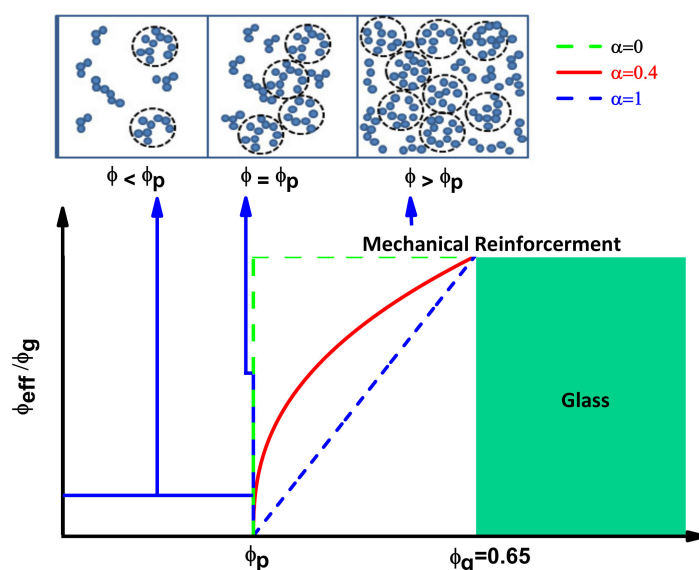 α=0
α=0.4
α=1
ϕ < ϕp
ϕ = ϕp
ϕ > ϕp
Mechanical Reinforcerment
ϕeff /ϕg
Glass
ϕp
ϕg=0.65